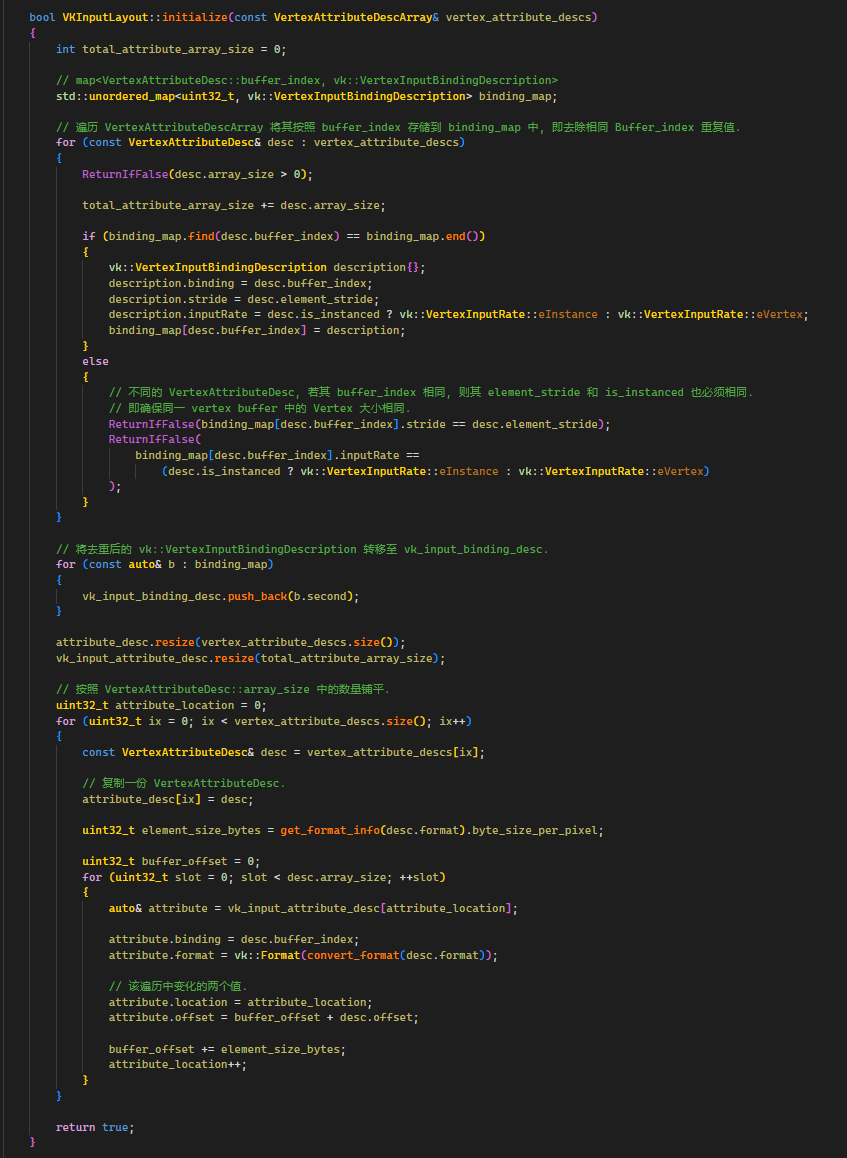 bool VKInputLayout::initialize(const VertexAttributeDescArray& vertex_attribute_descs)
{
    int total_attribute_array_size = 0;

    // map<VertexAttributeDesc::buffer_index, vk::VertexInputBindingDescription>
    std::unordered_map<uint32_t, vk::VertexInputBindingDescription> binding_map;

    // 遍历 VertexAttributeDescArray 将其按照 buffer_index 存储到 binding_map 中, 即去除相同 Buffer_index 重复值.
    for (const VertexAttributeDesc& desc : vertex_attribute_descs)
    {
        ReturnIfFalse(desc.array_size > 0);

        total_attribute_array_size += desc.array_size;

        if (binding_map.find(desc.buffer_index) == binding_map.end())
        {
            vk::VertexInputBindingDescription description{};
            description.binding = desc.buffer_index;
            description.stride = desc.element_stride;
            description.inputRate = desc.is_instanced ? vk::VertexInputRate::eInstance : vk::VertexInputRate::eVertex;
            binding_map[desc.buffer_index] = description;
        }
        else
        {
            // 不同的 VertexAttributeDesc, 若其 buffer_index 相同, 则其 element_stride 和 is_instanced 也必须相同.
            // 即确保同一 vertex buffer 中的 Vertex 大小相同.
            ReturnIfFalse(binding_map[desc.buffer_index].stride == desc.element_stride);
            ReturnIfFalse(
                binding_map[desc.buffer_index].inputRate ==
                    (desc.is_instanced ? vk::VertexInputRate::eInstance : vk::VertexInputRate::eVertex)
            );
        }
    }

    // 将去重后的 vk::VertexInputBindingDescription 转移至 vk_input_binding_desc.
    for (const auto& b : binding_map)
    {
        vk_input_binding_desc.push_back(b.second);
    }

    attribute_desc.resize(vertex_attribute_descs.size());
    vk_input_attribute_desc.resize(total_attribute_array_size);

    // 按照 VertexAttributeDesc::array_size 中的数量铺平.
    uint32_t attribute_location = 0;
    for (uint32_t ix = 0; ix < vertex_attribute_descs.size(); ix++)
    {
        const VertexAttributeDesc& desc = vertex_attribute_descs[ix];

        // 复制一份 VertexAttributeDesc.
        attribute_desc[ix] = desc;

        uint32_t element_size_bytes = get_format_info(desc.format).byte_size_per_pixel;

        uint32_t buffer_offset = 0;
        for (uint32_t slot = 0; slot < desc.array_size; ++slot)
        {
            auto& attribute = vk_input_attribute_desc[attribute_location];

            attribute.binding = desc.buffer_index;
            attribute.format = vk::Format(convert_format(desc.format));

            // 该遍历中变化的两个值.
            attribute.location = attribute_location;
            attribute.offset = buffer_offset + desc.offset;

            buffer_offset += element_size_bytes;
            attribute_location++;
        }
    }

    return true;
}